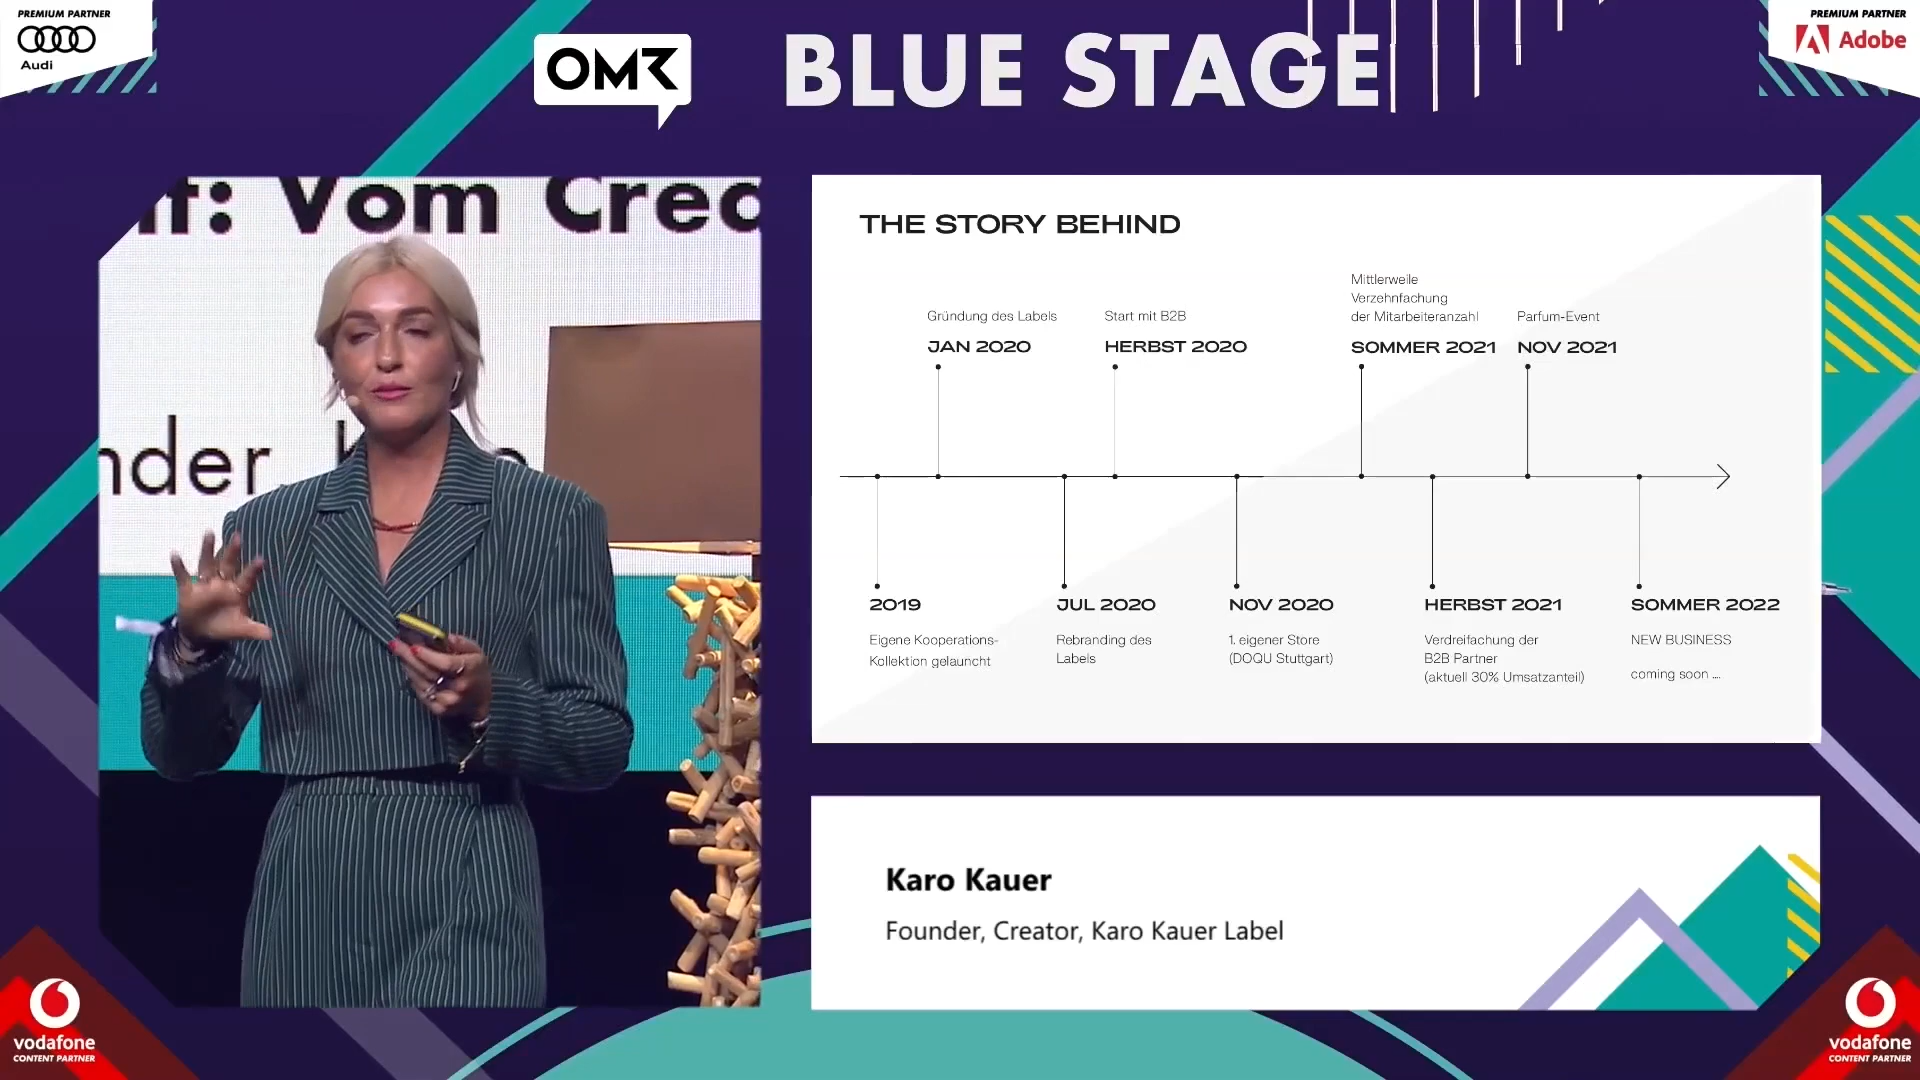 PREMIUM PARTNER
Audi
OMR
BLUE STAGE
PREMIUM PARTNER
Adobe
Vom
THE STORY BEHIND
Gründung des Labels
JAN 2020
Start mit B2B
HERBST 2020
Mittlerweile
Verzehnfachung
der Mitarbeiteranzahl
SOMMER 2021
Parfum-Event
NOV 2021
2019
Eigene Kooperations-
Kollektion gelauncht
JUL 2020
Rebranding des
Labels
NOV 2020
1. eigener Store
(DOQU Stuttgart)
HERBST 2021
Verdreifachung der
B2B Partner
(aktuell 30% Umsatzanteil)
SOMMER 2022
NEW BUSINESS
coming soon ....
Karo Kauer
Founder, Creator, Karo Kauer Label
vodafone
CONTENT PARTNER
vodafone
CONTENT PARTNER